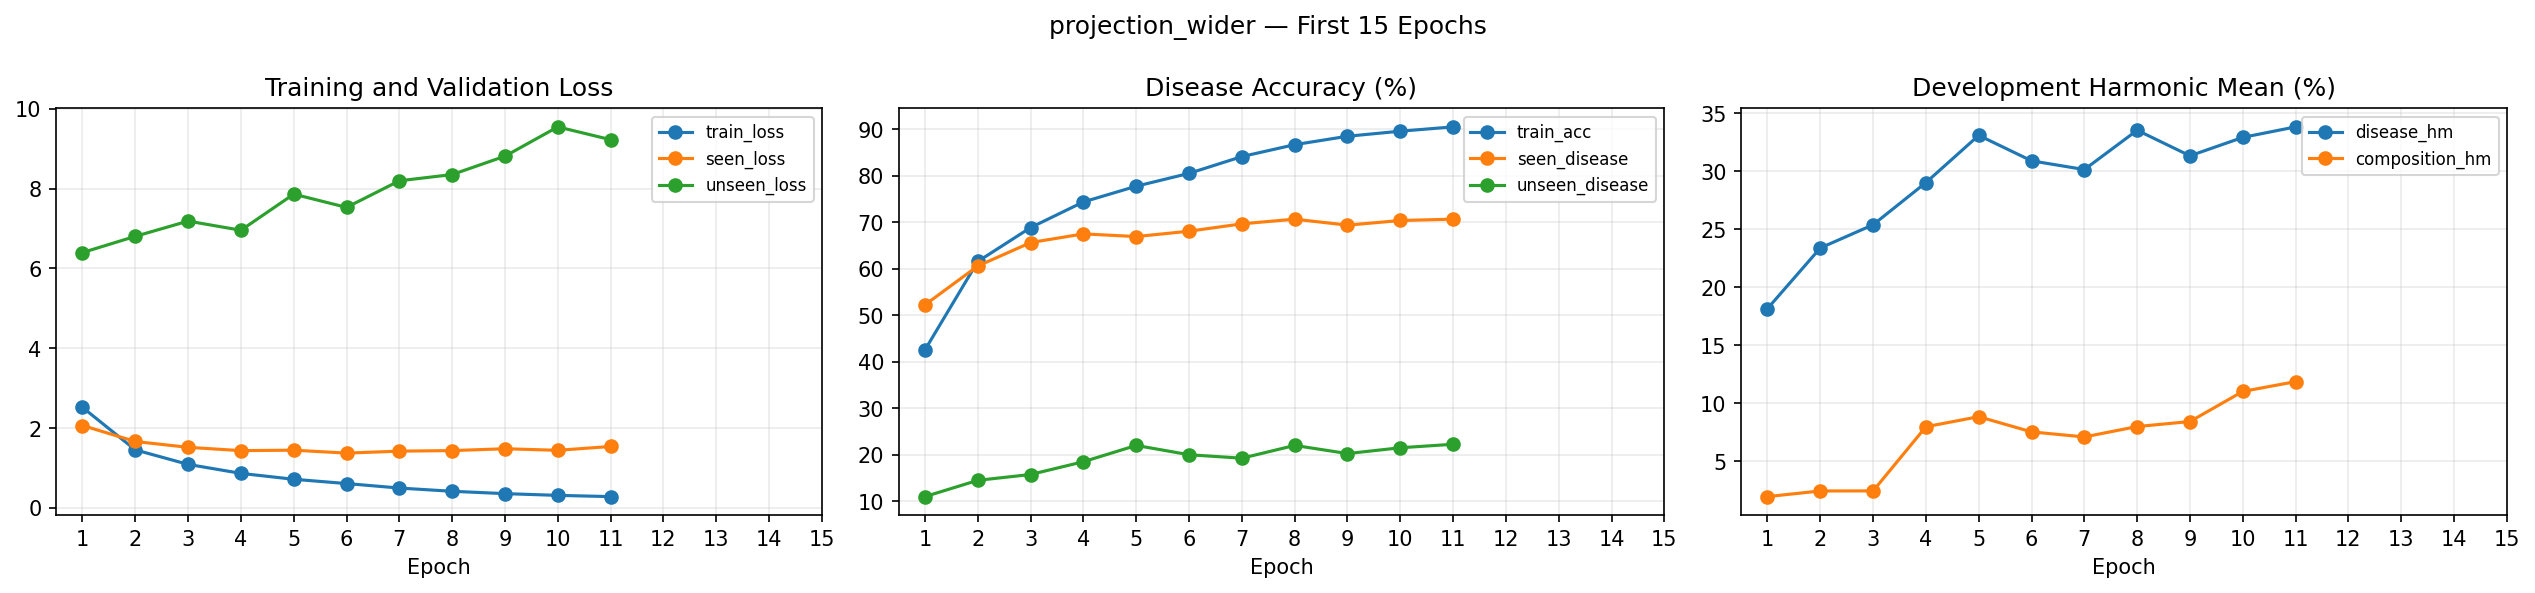 projection_wider — First 15 Epochs
Training and Validation Loss
10
8
6
4
2
0
train_loss
seen_loss
unseen_loss
1 2 3 4 5 6 7 8 9 10 11 12 13 14 15
Epoch
Disease Accuracy (%)
90
80
70
60
50
40
30
20
10
train_acc
seen_disease
unseen_disease
1 2 3 4 5 6 7 8 9 10 11 12 13 14 15
Epoch
Development Harmonic Mean (%)
35
30
25
20
15
10
5
disease_hm
composition_hm
1 2 3 4 5 6 7 8 9 10 11 12 13 14 15
Epoch